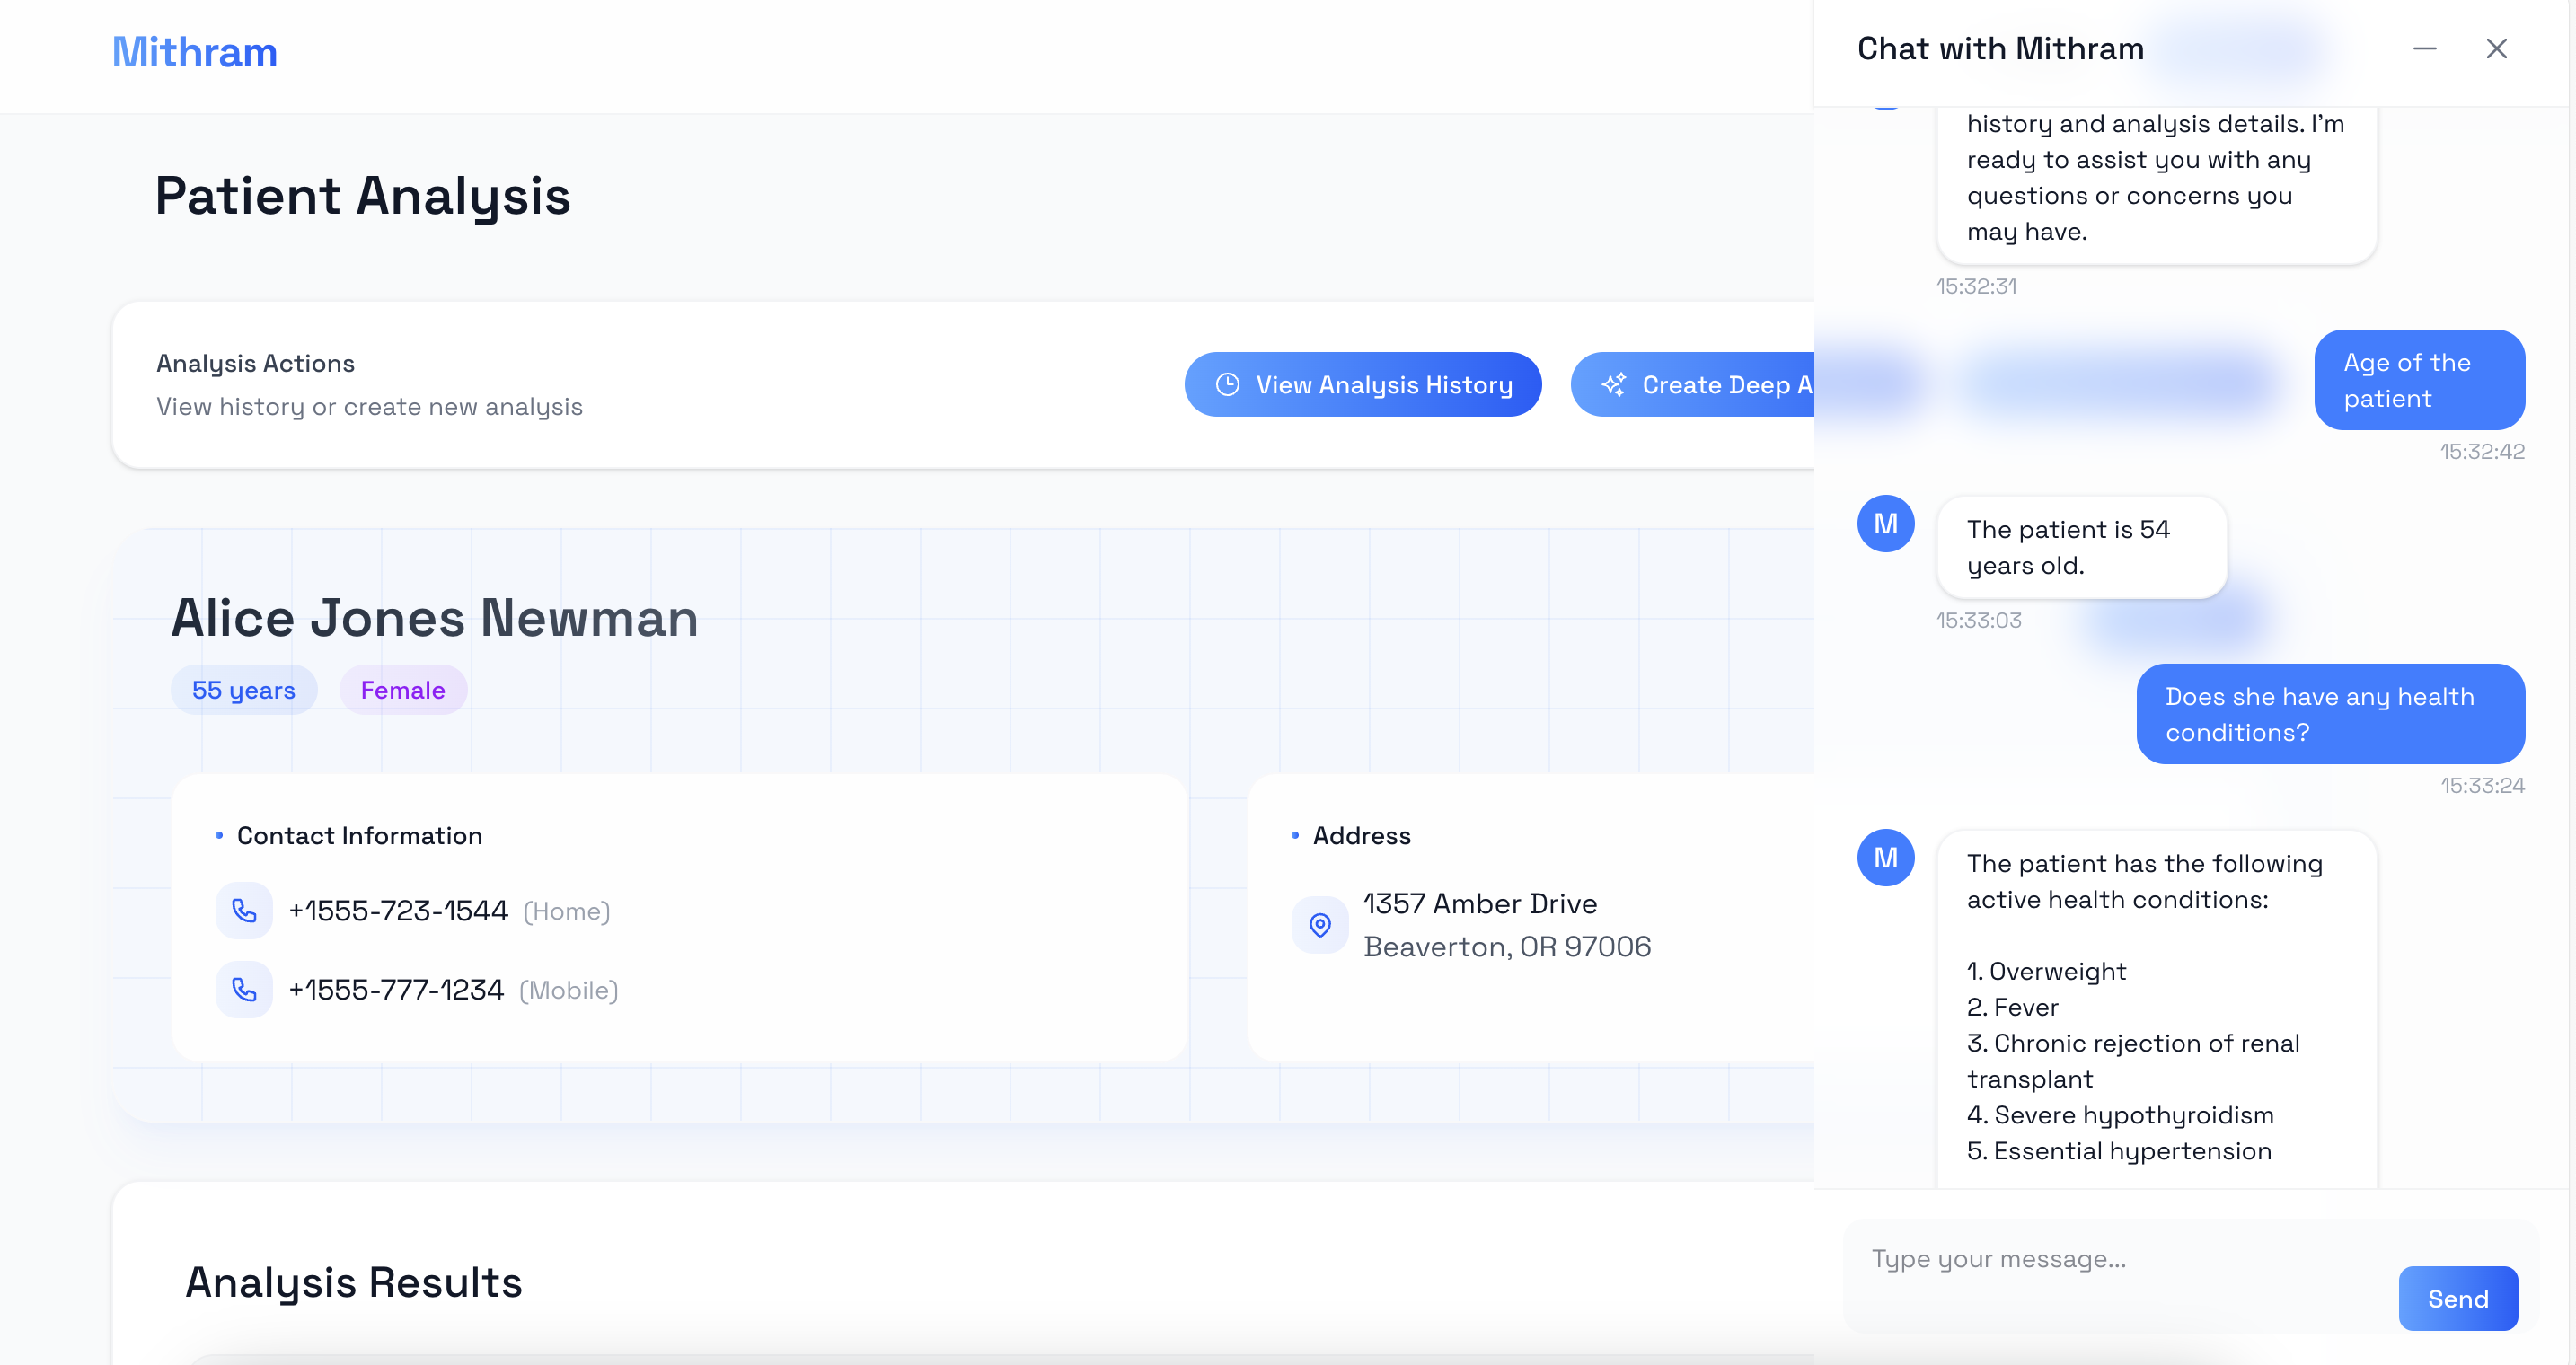 Mithram
Patient Analysis
Analysis Actions
View history or create new analysis
View Analysis History
Create Deep A
Alice Jones Newman
55 years
Female
Contact Information
+1555-723-1544 (Home)
+1555-777-1234 (Mobile)
Address
1357 Amber Drive
Beaverton, OR 97006
Analysis Results
Chat with Mithram
history and analysis details. I'm
ready to assist you with any
questions or concerns you
may have.
15:32:31
Age of the
patient
15:32:42
M
The patient is 54
years old.
15:33:03
Does she have any health
conditions?
15:33:24
M
The patient has the following
active health conditions:
1. Overweight
2. Fever
3. Chronic rejection of renal
transplant
4. Severe hypothyroidism
5. Essential hypertension
Type your message...
Send